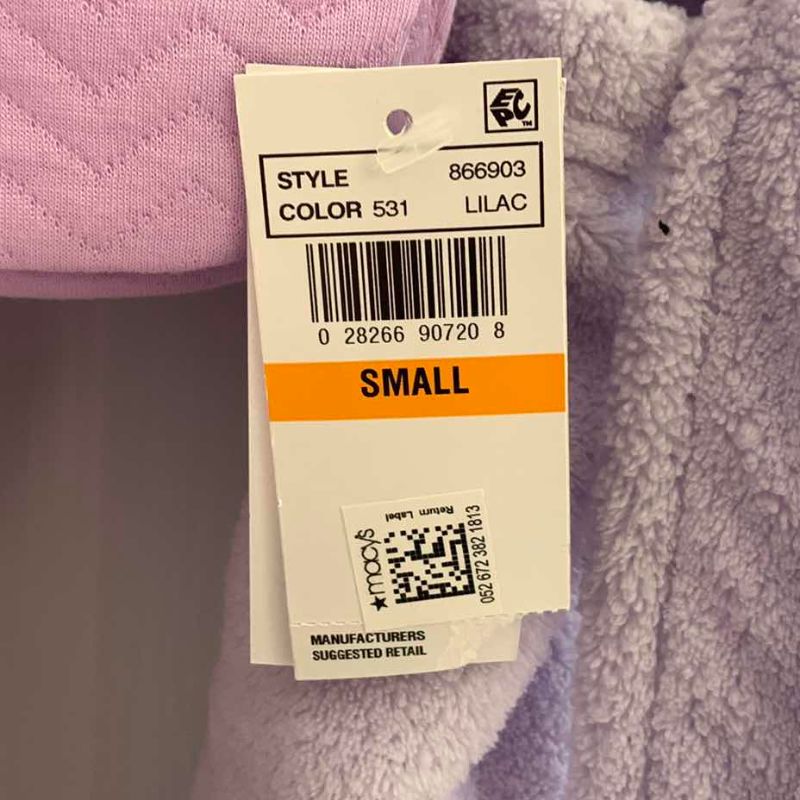 EPC™
STYLE 866903
COLOR 531 LILAC
0 28266 90720 8
SMALL
Return Label
★macy's
052 672 382 1813
MANUFACTURERS
SUGGESTED RETAIL